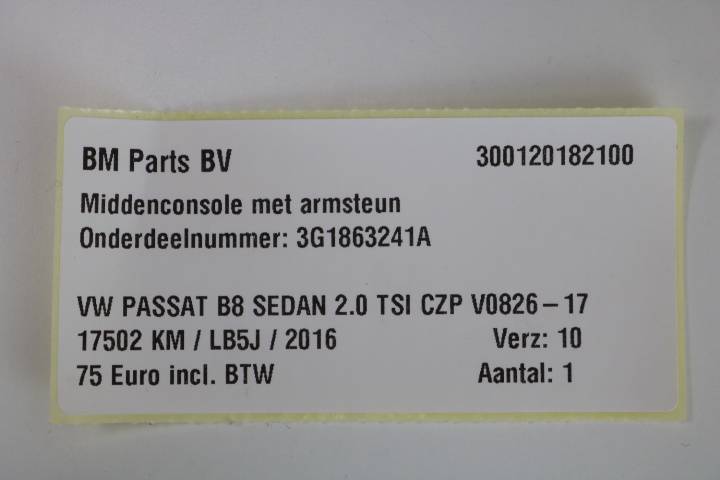 BM Parts BV 300120182100
Middenconsole met armsteun
Onderdeelnummer: 3G1863241A
VW PASSAT B8 SEDAN 2.0 TSI CZP V0826-17
17502 KM / LB5J / 2016 Verz: 10
75 Euro incl. BTW Aantal: 1